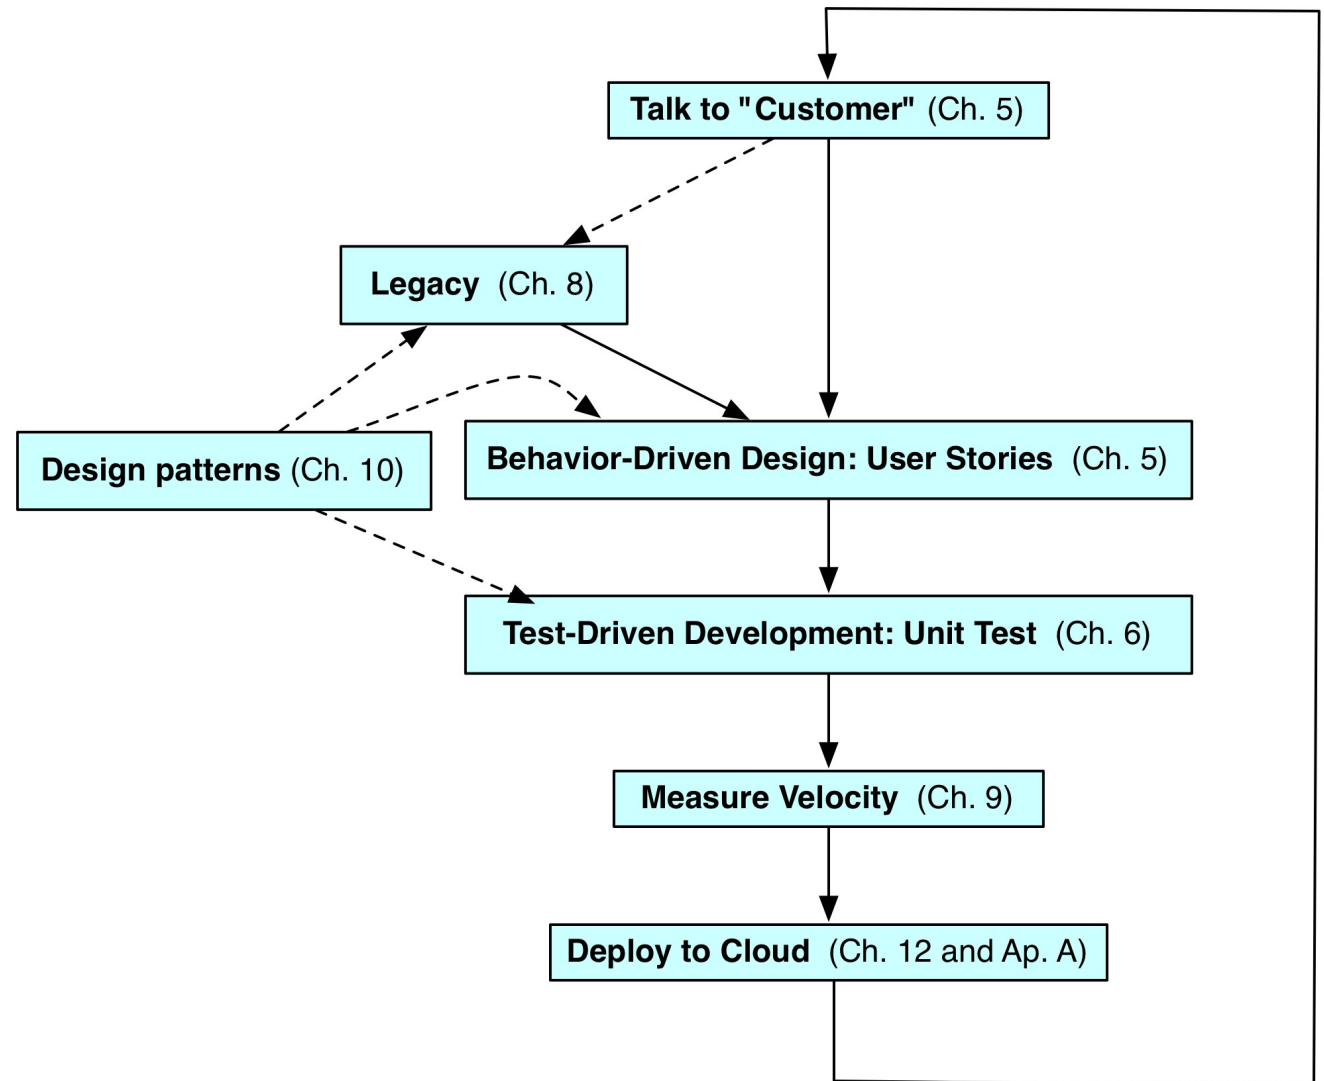 Talk to "Customer" (Ch. 5)
Legacy (Ch. 8)
Design patterns (Ch. 10)
Behavior-Driven Design: User Stories (Ch. 5)
Test-Driven Development: Unit Test (Ch. 6)
Measure Velocity (Ch. 9)
Deploy to Cloud (Ch. 12 and Ap. A)